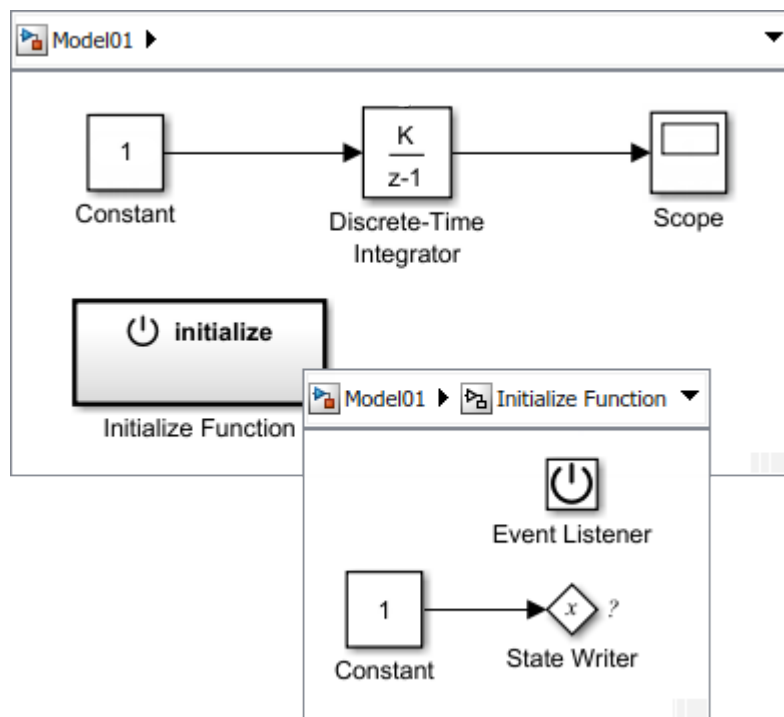 Model01
1
K
z-1
Constant
Discrete-Time
Integrator
Scope
initialize
Initialize Function
Model01
Initialize Function
Event Listener
1
x ?
Constant
State Writer